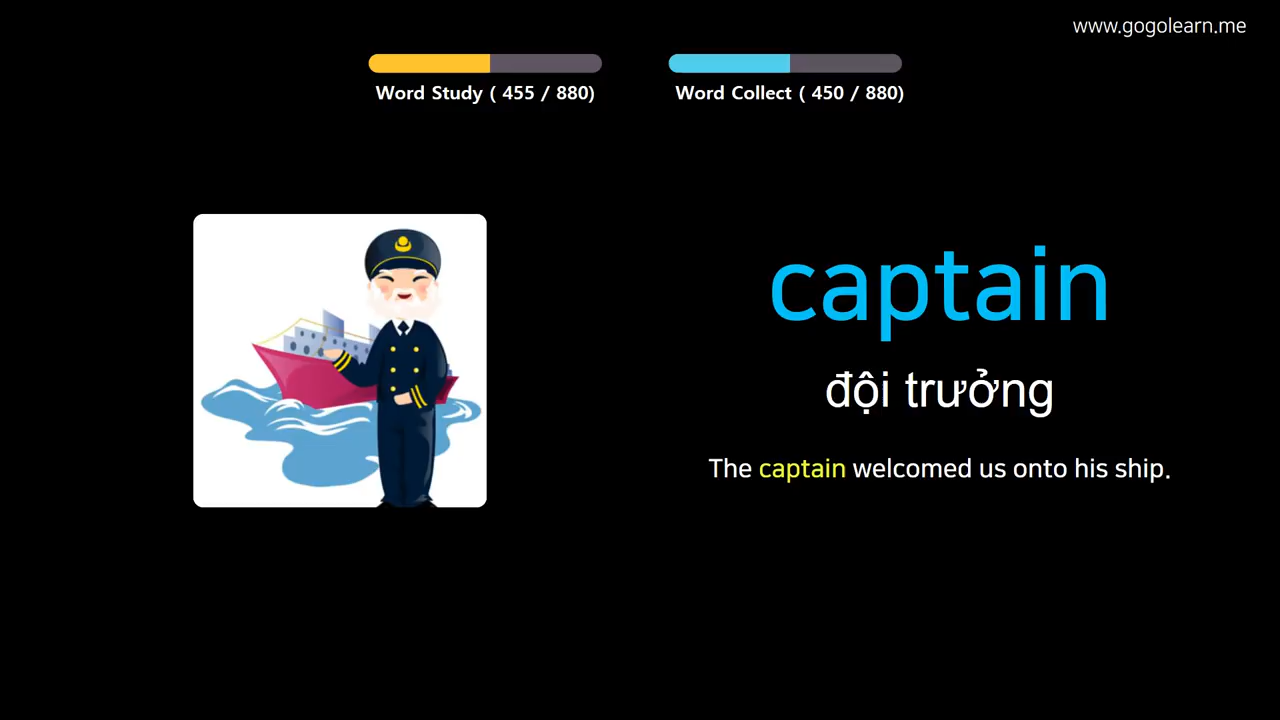 www.gogolearn.me
Word Study ( 455 / 880)
Word Collect ( 450 / 880)
captain
đội trưởng
The captain welcomed us onto his ship.